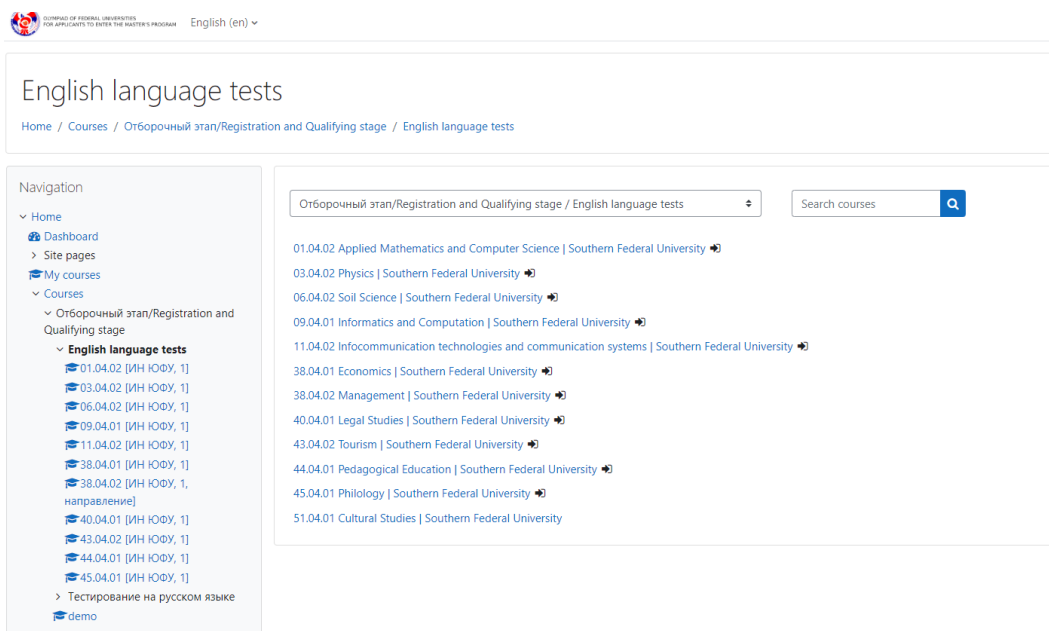 OLYMPIAD OF FEDERAL UNIVERSITIES
FOR APPLICANTS TO ENTER THE MASTER'S PROGRAM
English (en)
English language tests
Home / Courses / Отборочный этап/Registration and Qualifying stage / English language tests
Navigation
Home
Dashboard
Site pages
My courses
Courses
Отборочный этап/Registration and
Qualifying stage
English language tests
01.04.02 [ИН ЮФУ, 1]
03.04.02 [ИН ЮФУ, 1]
06.04.02 [ИН ЮФУ, 1]
09.04.01 [ИН ЮФУ, 1]
11.04.02 [ИН ЮФУ, 1]
38.04.01 [ИН ЮФУ, 1]
38.04.02 [ИН ЮФУ, 1,
направление]
40.04.01 [ИН ЮФУ, 1]
43.04.02 [ИН ЮФУ, 1]
44.04.01 [ИН ЮФУ, 1]
45.04.01 [ИН ЮФУ, 1]
Тестирование на русском языке
demo
Отборочный этап/Registration and Qualifying stage / English language tests
Search courses
01.04.02 Applied Mathematics and Computer Science | Southern Federal University
03.04.02 Physics | Southern Federal University
06.04.02 Soil Science | Southern Federal University
09.04.01 Informatics and Computation | Southern Federal University
11.04.02 Infocommunication technologies and communication systems | Southern Federal University
38.04.01 Economics | Southern Federal University
38.04.02 Management | Southern Federal University
40.04.01 Legal Studies | Southern Federal University
43.04.02 Tourism | Southern Federal University
44.04.01 Pedagogical Education | Southern Federal University
45.04.01 Philology | Southern Federal University
51.04.01 Cultural Studies | Southern Federal University